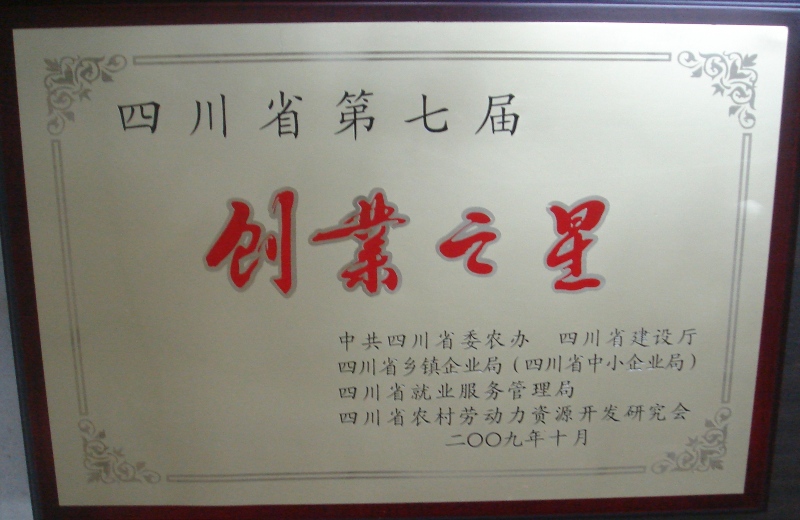 四川省第七届
创業之星
中共四川省委农办 四川省建设厅
四川省乡镇企业局（四川省中小企业局）
四川省就业服务管理局
四川省农村劳动力资源开发研究会
二〇〇九年十月